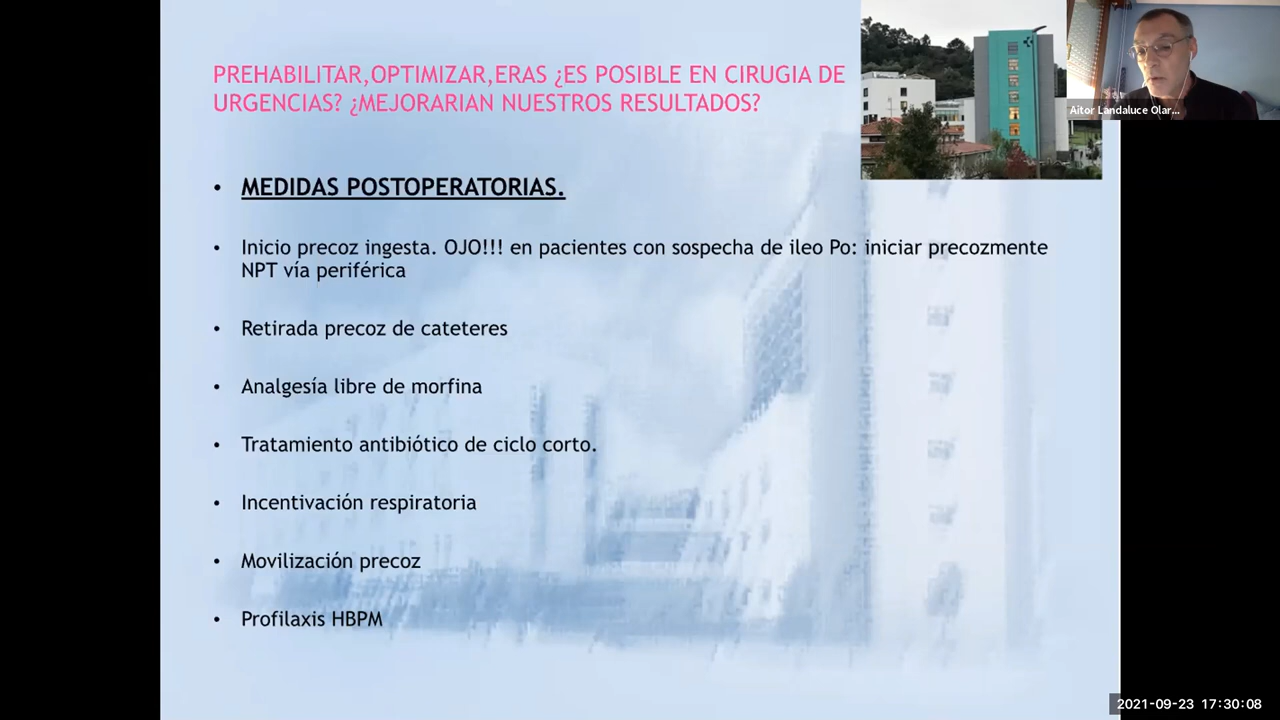 PREHABILITAR,OPTIMIZAR,ERAS ¿ES POSIBLE EN CIRUGIA DE
URGENCIAS? ¿MEJORARIAN NUESTROS RESULTADOS?
Aitor Landaluce Olar...
• MEDIDAS POSTOPERATORIAS.
• Inicio precoz ingesta. OJO!!! en pacientes con sospecha de ileo Po: iniciar precozmente
NPT vía periférica
• Retirada precoz de cateteres
• Analgesía libre de morfina
• Tratamiento antibiótico de ciclo corto.
• Incentivación respiratoria
• Movilización precoz
• Profilaxis HBPM
2021-09-23 17:30:08